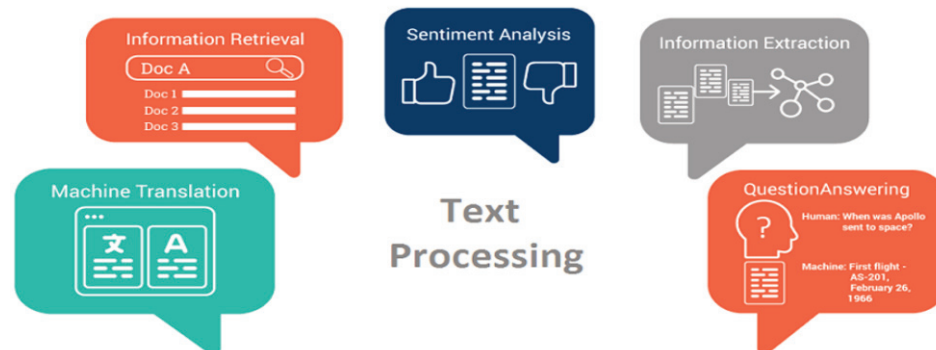 Information Retrieval
Doc A
Doc 1
Doc 2
Doc 3
Sentiment Analysis
Information Extraction
Machine Translation
文 A
Text
Processing
QuestionAnswering
?
Human: When was Apollo
sent to space?
Machine: First flight -
AS-201,
February 26,
1966